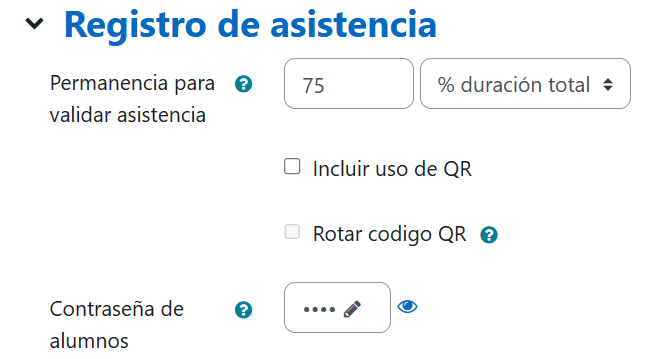 Registro de asistencia
Permanencia para
validar asistencia
75
% duración total
Incluir uso de QR
Rotar codigo QR
Contraseña de
alumnos
••••